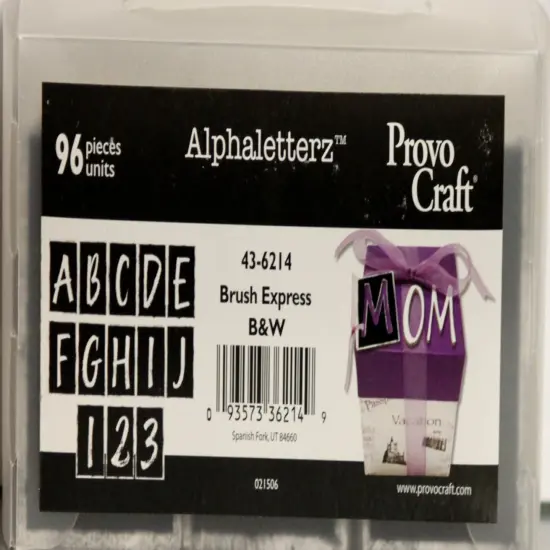 96 pieces
units
Alphaletterz™
Provo
Craft®
ABCDE
FGHIJ
123
43-6214
Brush Express
B&W
0 93573 36214 9
Spanish Fork, UT 84660
021506
MOM
Vacation
www.provocraft.com